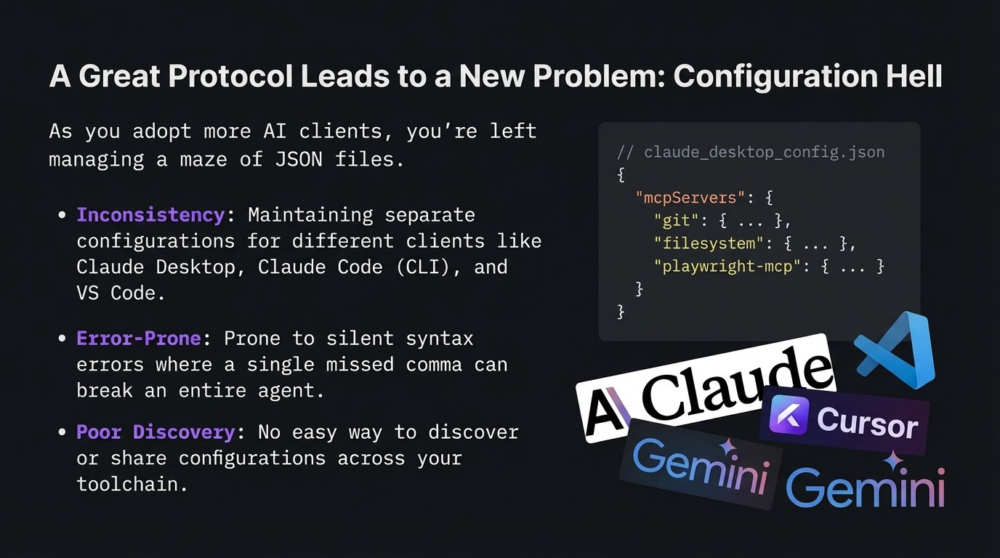 A Great Protocol Leads to a New Problem: Configuration Hell
As you adopt more AI clients, you’re left
managing a maze of JSON files.
• Inconsistency: Maintaining separate
configurations for different clients like
Claude Desktop, Claude Code (CLI), and
VS Code.
• Error-Prone: Prone to silent syntax
errors where a single missed comma can
break an entire agent.
• Poor Discovery: No easy way to discover
or share configurations across your
toolchain.
// claude_desktop_config.json
{
  "mcpServers": {
    "git": { ... },
    "filesystem": { ... },
    "playwright-mcp": { ... }
  }
}
A\ Claude
Cursor
Gemini
Gemini